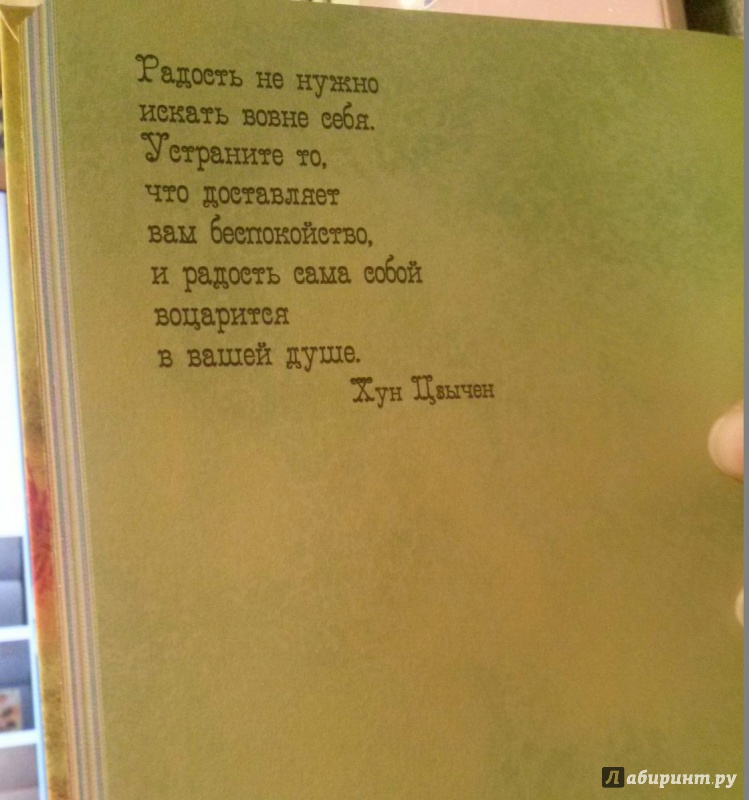 Радость не нужно
искать вовне себя.
Устраните то,
что доставляет
вам беспокойство,
и радость сама собой
воцарится
в вашей душе.
Хун Цзычен
Лабиринт.ру